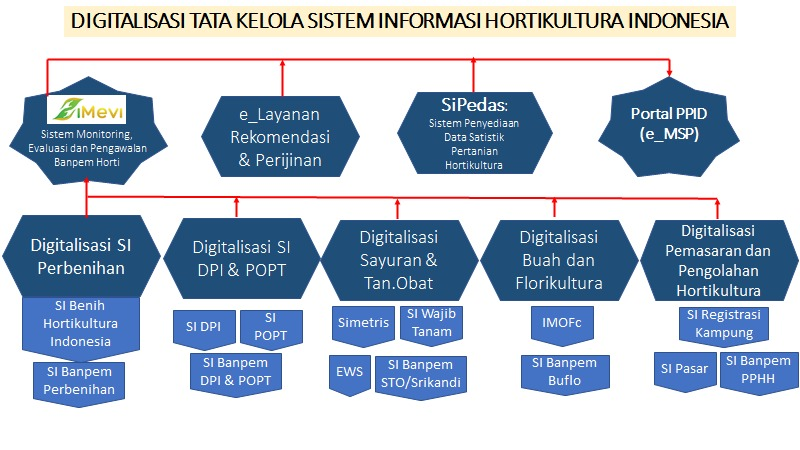 DIGITALISASI TATA KELOLA SISTEM INFORMASI HORTIKULTURA INDONESIA
SiMevi
Sistem Monitoring,
Evaluasi dan Pengawalan
Banpem Horti
e_Layanan
Rekomendasi
& Perijinan
SiPedas:
Sistem Penyediaan
Data Satistik
Pertanian
Hortikultura
Portal PPID
(e_MSP)
Digitalisasi SI
Perbenihan
Digitalisasi SI
DPI & POPT
Digitalisasi
Sayuran &
Tan.Obat
Digitalisasi
Buah dan
Florikultura
Digitalisasi
Pemasaran dan
Pengolahan
Hortikultura
SI Benih
Hortikultura
Indonesia
SI Banpem
Perbenihan
SI DPI
SI
POPT
SI Banpem
DPI & POPT
Simetris
SI Wajib
Tanam
EWS
SI Banpem
STO/Srikandi
IMOFc
SI Banpem
Buflo
SI Registrasi
Kampung
SI Pasar
SI Banpem
PPHH